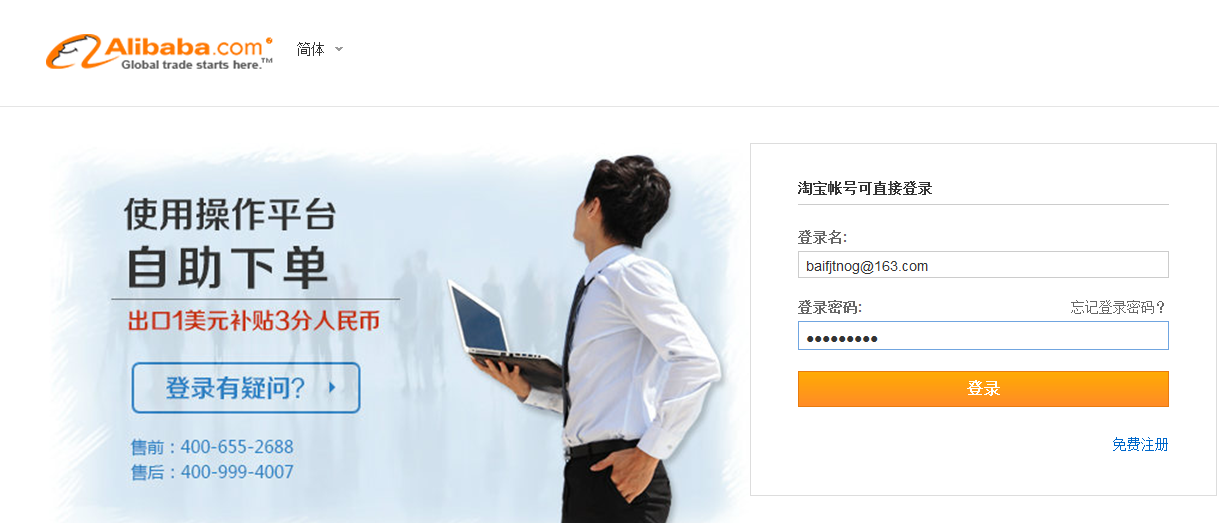 Alibaba.com
Global trade starts here.™
简体
使用操作平台
自助下单
出口1美元补贴3分人民币
登录有疑问?
售前：400-655-2688
售后：400-999-4007
淘宝帐号可直接登录
登录名:
baifjtnog@163.com
登录密码:
忘记登录密码?
●●●●●●●●●
登录
免费注册